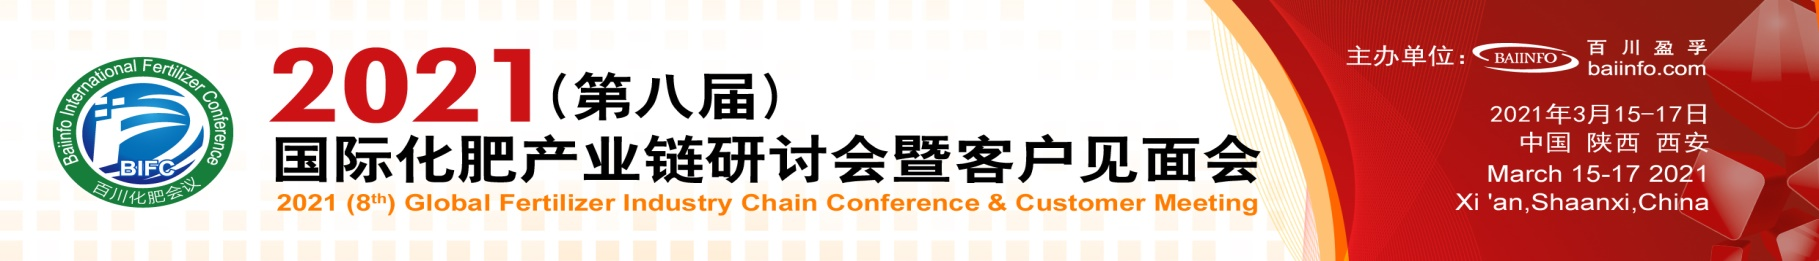 Baiinfo International Fertilizer Conference
BIFC
百川化肥会议
2021(第八届)
国际化肥产业链研讨会暨客户见面会
2021 (8th) Global Fertilizer Industry Chain Conference & Customer Meeting
主办单位: BAIINFO 百川盈孚
baiinfo.com
2021年3月15-17日
中国 陕西 西安
March 15-17 2021
Xi 'an,Shaanxi,China